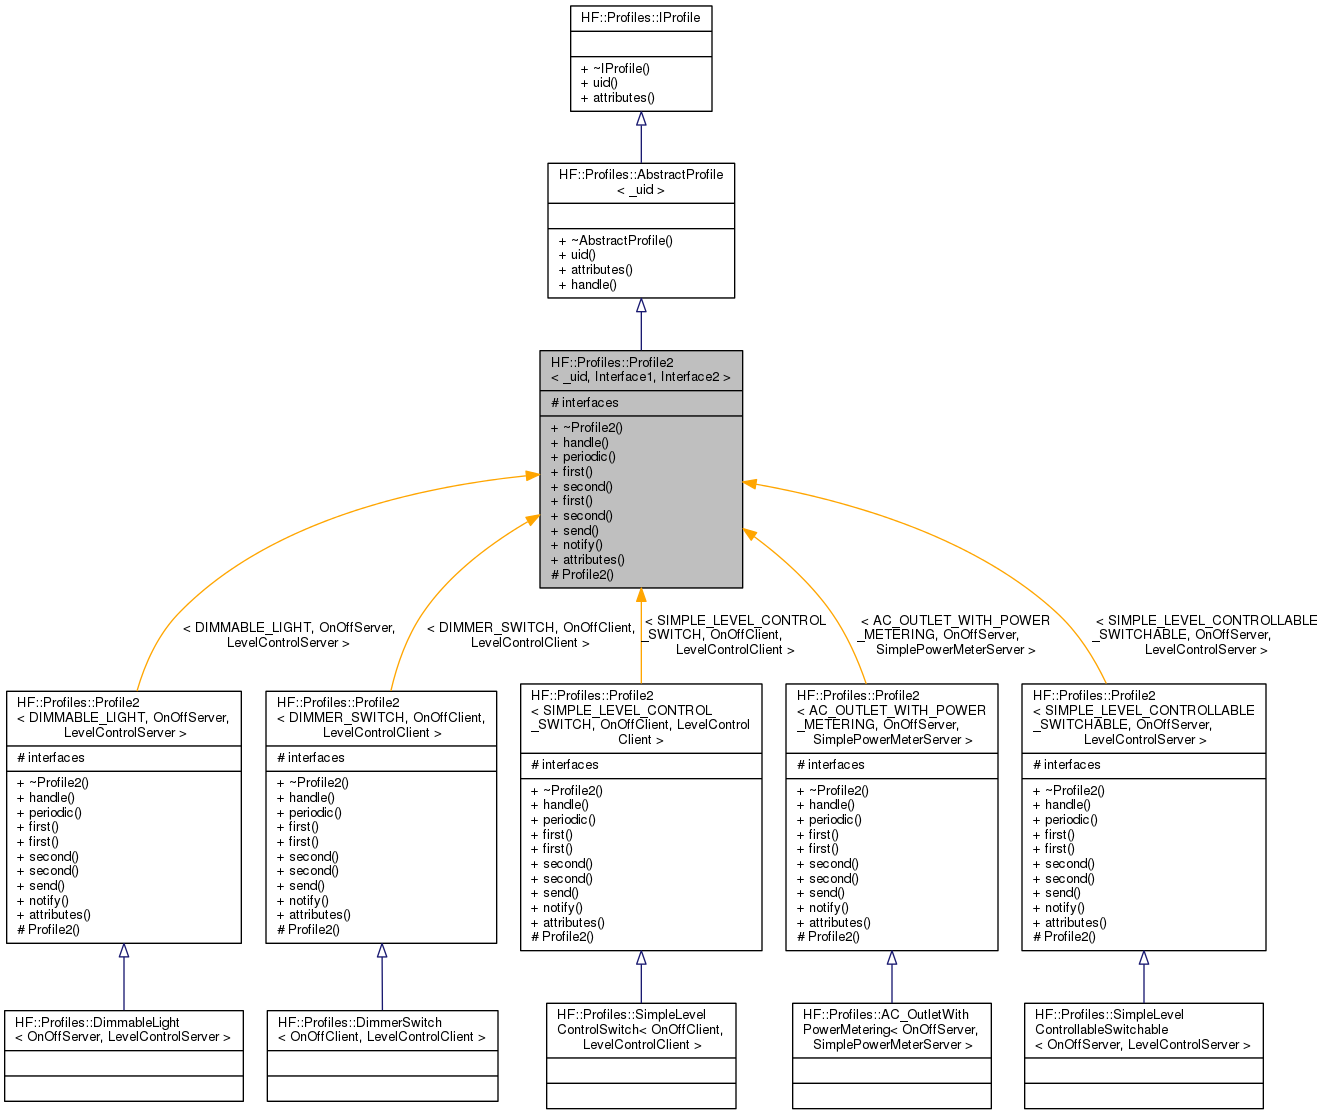 HF::Profiles::IProfile
+ ~IProfile()
+ uid()
+ attributes()
HF::Profiles::AbstractProfile
< _uid >
+ ~AbstractProfile()
+ uid()
+ attributes()
+ handle()
HF::Profiles::Profile2
< _uid, Interface1, Interface2 >
# interfaces
+ ~Profile2()
+ handle()
+ periodic()
+ first()
+ second()
+ first()
+ second()
+ send()
+ notify()
+ attributes()
# Profile2()
< DIMMABLE_LIGHT, OnOffServer,
LevelControlServer >
< DIMMER_SWITCH, OnOffClient,
LevelControlClient >
< SIMPLE_LEVEL_CONTROL
_SWITCH, OnOffClient,
LevelControlClient >
< AC_OUTLET_WITH_POWER
_METERING, OnOffServer,
SimplePowerMeterServer >
< SIMPLE_LEVEL_CONTROLLABLE
_SWITCHABLE, OnOffServer,
LevelControlServer >
HF::Profiles::Profile2
< DIMMABLE_LIGHT, OnOffServer,
LevelControlServer >
# interfaces
+ ~Profile2()
+ handle()
+ periodic()
+ first()
+ first()
+ second()
+ second()
+ send()
+ notify()
+ attributes()
# Profile2()
HF::Profiles::Profile2
< DIMMER_SWITCH, OnOffClient,
LevelControlClient >
# interfaces
+ ~Profile2()
+ handle()
+ periodic()
+ first()
+ first()
+ second()
+ second()
+ send()
+ notify()
+ attributes()
# Profile2()
HF::Profiles::Profile2
< SIMPLE_LEVEL_CONTROL
_SWITCH, OnOffClient, LevelControl
Client >
# interfaces
+ ~Profile2()
+ handle()
+ periodic()
+ first()
+ first()
+ second()
+ second()
+ send()
+ notify()
+ attributes()
# Profile2()
HF::Profiles::Profile2
< AC_OUTLET_WITH_POWER
_METERING, OnOffServer,
SimplePowerMeterServer >
# interfaces
+ ~Profile2()
+ handle()
+ periodic()
+ first()
+ first()
+ second()
+ second()
+ send()
+ notify()
+ attributes()
# Profile2()
HF::Profiles::Profile2
< SIMPLE_LEVEL_CONTROLLABLE
_SWITCHABLE, OnOffServer,
LevelControlServer >
# interfaces
+ ~Profile2()
+ handle()
+ periodic()
+ first()
+ first()
+ second()
+ second()
+ send()
+ notify()
+ attributes()
# Profile2()
HF::Profiles::DimmableLight
< OnOffServer, LevelControlServer >
HF::Profiles::DimmerSwitch
< OnOffClient, LevelControlClient >
HF::Profiles::SimpleLevel
ControlSwitch< OnOffClient,
LevelControlClient >
HF::Profiles::AC_OutletWith
PowerMetering< OnOffServer,
SimplePowerMeterServer >
HF::Profiles::SimpleLevel
ControllableSwitchable
< OnOffServer, LevelControlServer >